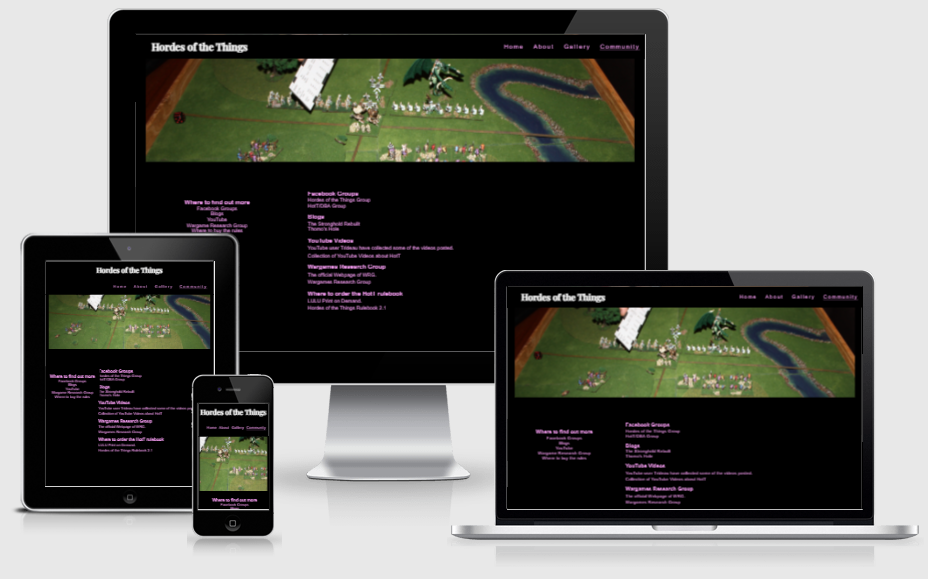 Hordes of the Things
Home About Gallery Community
Where to find out more
Facebook Groups
Blogs
YouTube
Wargame Research Group
Where to buy the rules
Facebook Groups
Hordes of the Things Group
HotT/DBA Group
Blogs
The Stronghold Rebuilt
Thomo's Hole
YouTube Videos
YouTube user Tldeau have collected some of the videos posted.
Collection of YouTube Videos about HotT
Wargames Research Group
The official Webpage of WRG.
Wargames Research Group
Where to order the HotT rulebook
LULU Print on Demand.
Hordes of the Things Rulebook 2.1
Hordes of the Things
Home About Gallery Community
Where to find out more
Facebook Groups
Blogs
YouTube
Wargame Research Group
Where to buy the rules
Facebook Groups
Hordes of the Things Group
HotT/DBA Group
Blogs
The Stronghold Rebuilt
Thomo's Hole
YouTube Videos
YouTube user have collected some of the videos
Collection of YouTube Videos about HotT
Wargames Research Group
The official Webpage of WRG.
Wargames Research Group
Where to order the HotT rulebook
LULU Print on Demand.
Hordes of the Things Rulebook 2.1
Hordes of the Things
Home About Gallery Community
Where to find out more
Facebook Groups
Hordes of the Things
Home About Gallery Community
Where to find out more
Facebook Groups
Blogs
YouTube
Wargame Research Group
Where to buy the rules
Facebook Groups
Hordes of the Things Group
HotT/DBA Group
Blogs
The Stronghold Rebuilt
Thomo's Hole
YouTube Videos
YouTube user have collected some of the videos posted.
Collection of YouTube Videos about HotT
Wargames Research Group
The official Webpage of WRG.
Wargames Research Group